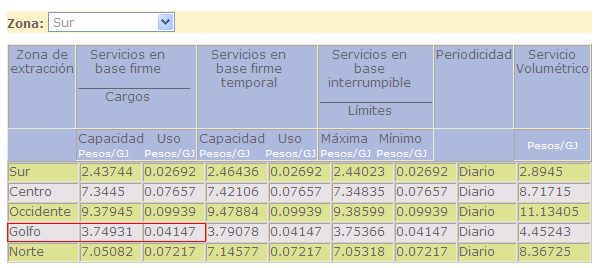 Zona: Sur
Zona de extracción Servicios en base firme Servicios en base firme temporal Servicios en base interrumpible Periodicidad Servicio Volumétrico
Cargos Límites
Capacidad Uso Capacidad Uso Máxima Mínimo
Pesos/GJ Pesos/GJ Pesos/GJ Pesos/GJ Pesos/GJ Pesos/GJ Pesos/GJ
Sur 2.43744 0.02692 2.46436 0.02692 2.44023 0.02692 Diario 2.8945
Centro 7.3445 0.07657 7.42106 0.07657 7.34835 0.07657 Diario 8.71715
Occidente 9.37945 0.09939 9.47884 0.09939 9.38599 0.09939 Diario 11.13405
Golfo 3.74931 0.04147 3.79078 0.04147 3.75366 0.04147 Diario 4.45243
Norte 7.05082 0.07217 7.14577 0.07217 7.05318 0.07217 Diario 8.36725